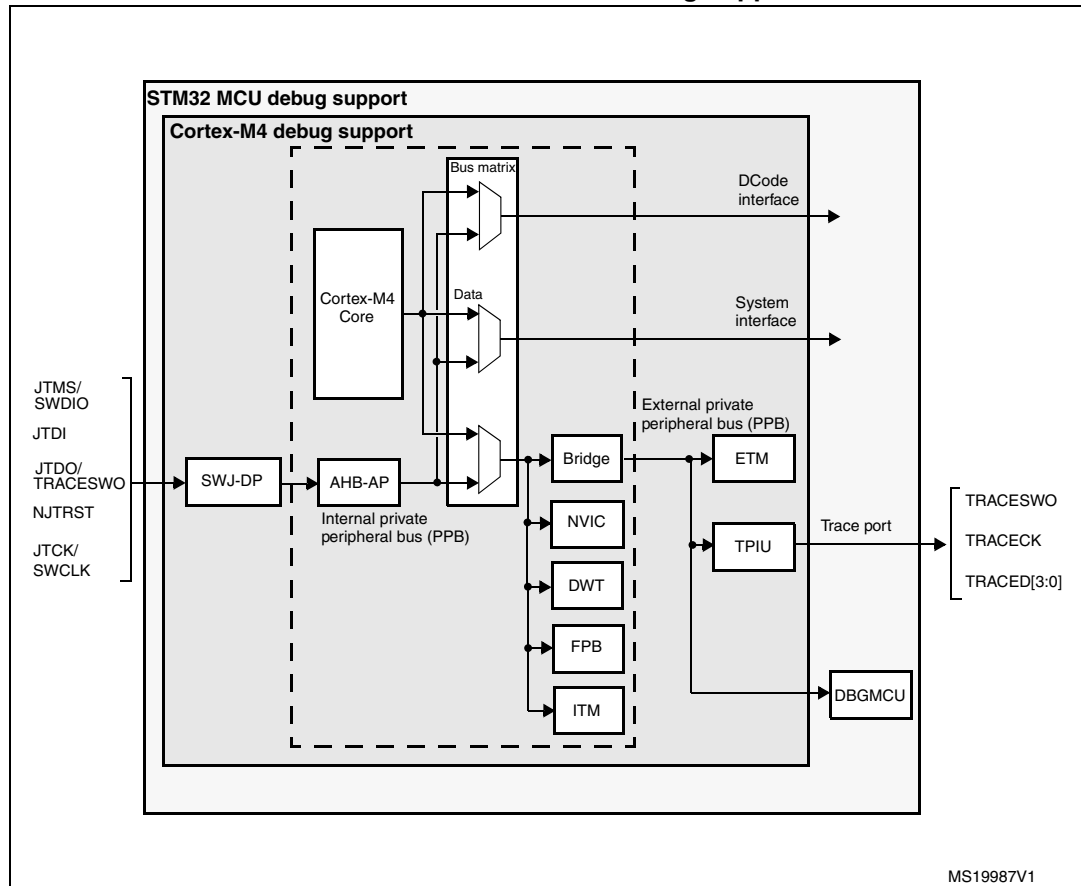 STM32 MCU debug support
Cortex-M4 debug support
Bus matrix
DCode
interface
Cortex-M4
Core
Data
System
interface
JTMS/
SWDIO
JTDI
JTDO/
TRACESWO
NJTRST
JTCK/
SWCLK
SWJ-DP
AHB-AP
Internal private
peripheral bus (PPB)
External private
peripheral bus (PPB)
Bridge
NVIC
DWT
FPB
ITM
ETM
TPIU
Trace port
TRACESWO
TRACECK
TRACED[3:0]
DBGMCU
MS19987V1